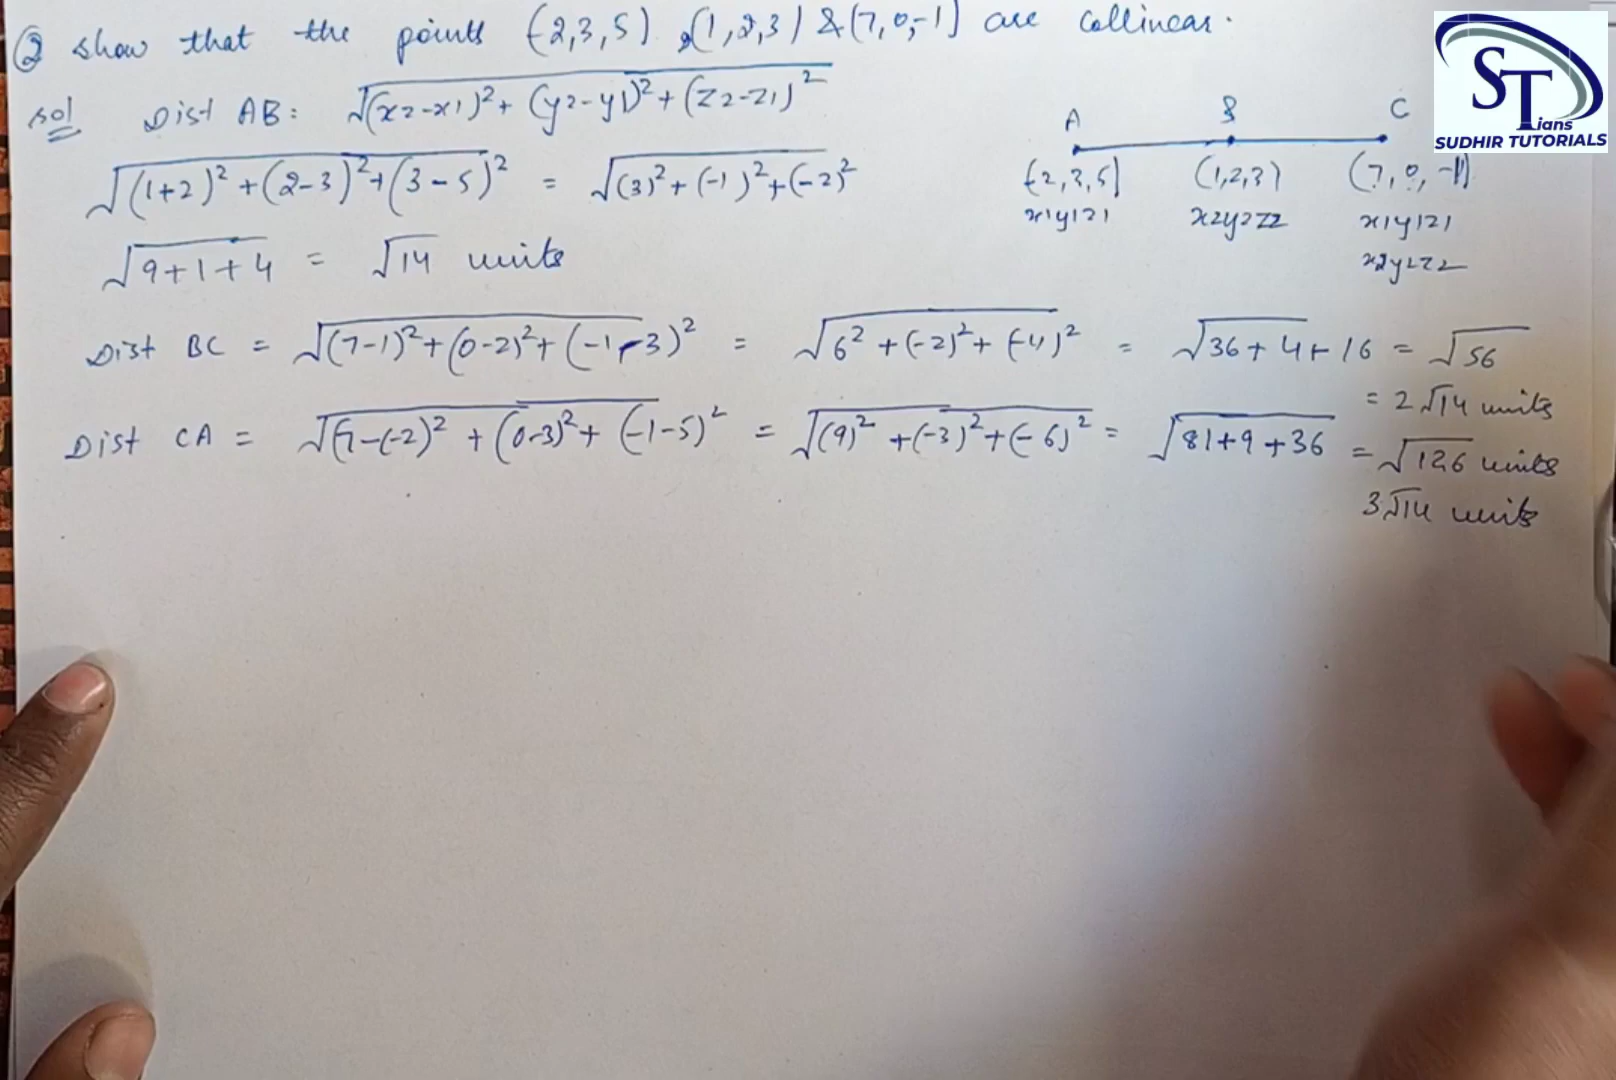 Q show that the points (-2,3,5), (1,2,3) & (7,0,-1) are collinear.
Sol Dist AB: √(x2-x1)²+(y2-y1)²+(z2-z1)²
√(1+2)²+(2-3)²+(3-5)² = √(3)²+(-1)²+(-2)²
√9+1+4 = √14 units
A B C
(-2,3,5) (1,2,3) (7,0,-1)
x1y1z1 x2y2z2 x1y1z1
x2y2z2
Dist BC = √(7-1)²+(0-2)²+(-1-3)² = √6²+(-2)²+(-4)² = √36+4+16 = √56
= 2√14 units
Dist CA = √(7-(-2)²+(0-3)²+(-1-5)² = √(9)²+(-3)²+(-6)² = √81+9+36 = √126 units
3√14 units
ST
ians
SUDHIR TUTORIALS